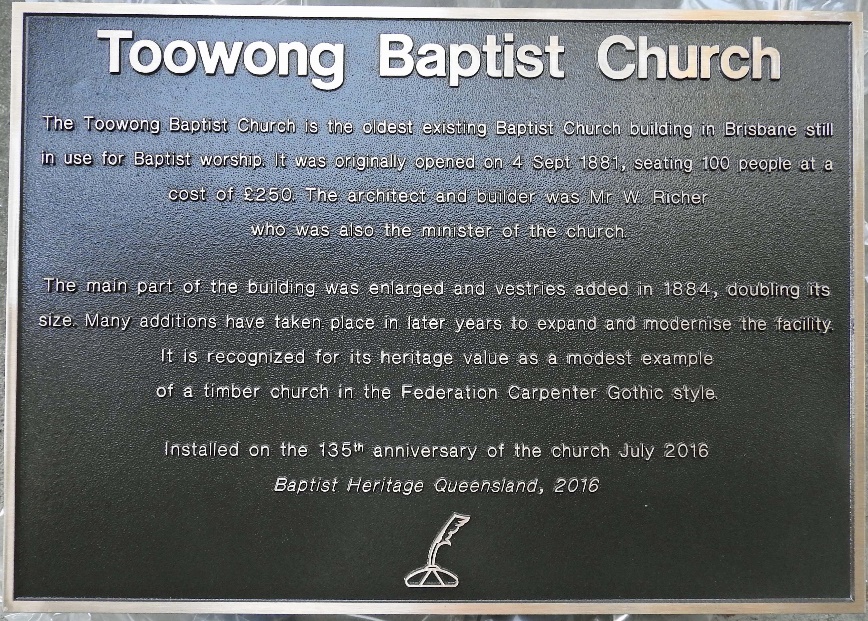 Toowong Baptist Church
The Toowong Baptist Church is the oldest existing Baptist Church building in Brisbane still
in use for Baptist worship. It was originally opened on 4 Sept 1881, seating 100 people at a
cost of £250. The architect and builder was Mr W. Richer
who was also the minister of the church.
The main part of the building was enlarged and vestries added in 1884, doubling its
size. Many additions have taken place in later years to expand and modernise the facility.
It is recognized for its heritage value as a modest example
of a timber church in the Federation Carpenter Gothic style.
Installed on the 135th anniversary of the church July 2016
Baptist Heritage Queensland, 2016